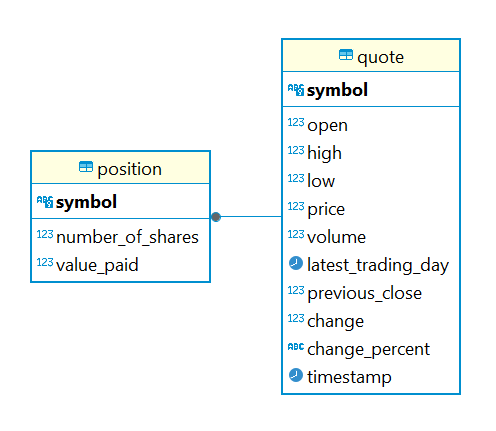 position
symbol
123 number_of_shares
123 value_paid
quote
symbol
123 open
123 high
123 low
123 price
123 volume
latest_trading_day
123 previous_close
123 change
ABC change_percent
timestamp